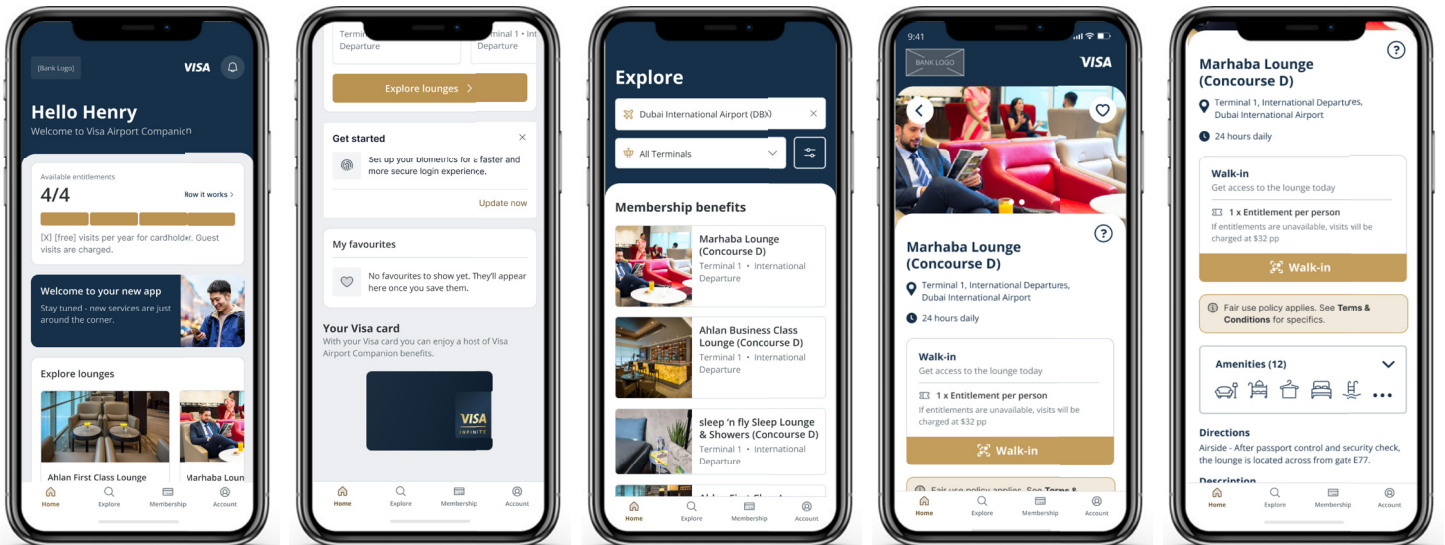 [Bank Logo]
VISA
Hello Henry
Welcome to Visa Airport Companion
Available entitlements
4/4
How it works >
[X] [free] visits per year for cardholder. Guest
visits are charged.
Welcome to your new app
Stay tuned - new services are just
around the corner.
Explore lounges
Ahlan First Class Lounge
Marhaba Loun
Home
Explore
Membership
Account
Departure
Terminal 1 • Int
Departure
Explore lounges >
Get started
Set up your biometrics for a faster and
more secure login experience.
Update now
My favourites
No favourites to show yet. They'll appear
here once you save them.
Your Visa card
With your Visa card you can enjoy a host of Visa
Airport Companion benefits.
VISA
INFINITE
Home
Explore
Membership
Account
Explore
Dubai International Airport (DBX)
All Terminals
Membership benefits
Marhaba Lounge
(Concourse D)
Terminal 1 • International
Departure
Ahlan Business Class
Lounge (Concourse D)
Terminal 1 • International
Departure
sleep 'n fly Sleep Lounge
& Showers (Concourse D)
Terminal 1 • International
Departure
Home
Explore
Membership
Account
9:41
BANK LOGO
VISA
Marhaba Lounge
(Concourse D)
Terminal 1, International Departures,
Dubai International Airport
24 hours daily
Walk-in
Get access to the lounge today
1 x Entitlement per person
If entitlements are unavailable, visits will be
charged at $32 pp
Walk-in
Fair use policy applies. See Terms &
Home
Explore
Membership
Account
Marhaba Lounge
(Concourse D)
Terminal 1, International Departures,
Dubai International Airport
24 hours daily
Walk-in
Get access to the lounge today
1 x Entitlement per person
If entitlements are unavailable, visits will be
charged at $32 pp
Walk-in
Fair use policy applies. See Terms &
Conditions for specifics.
Amenities (12)
Directions
Airside - After passport control and security check,
the lounge is located across from gate E77.
Description
Home
Explore
Membership
Account